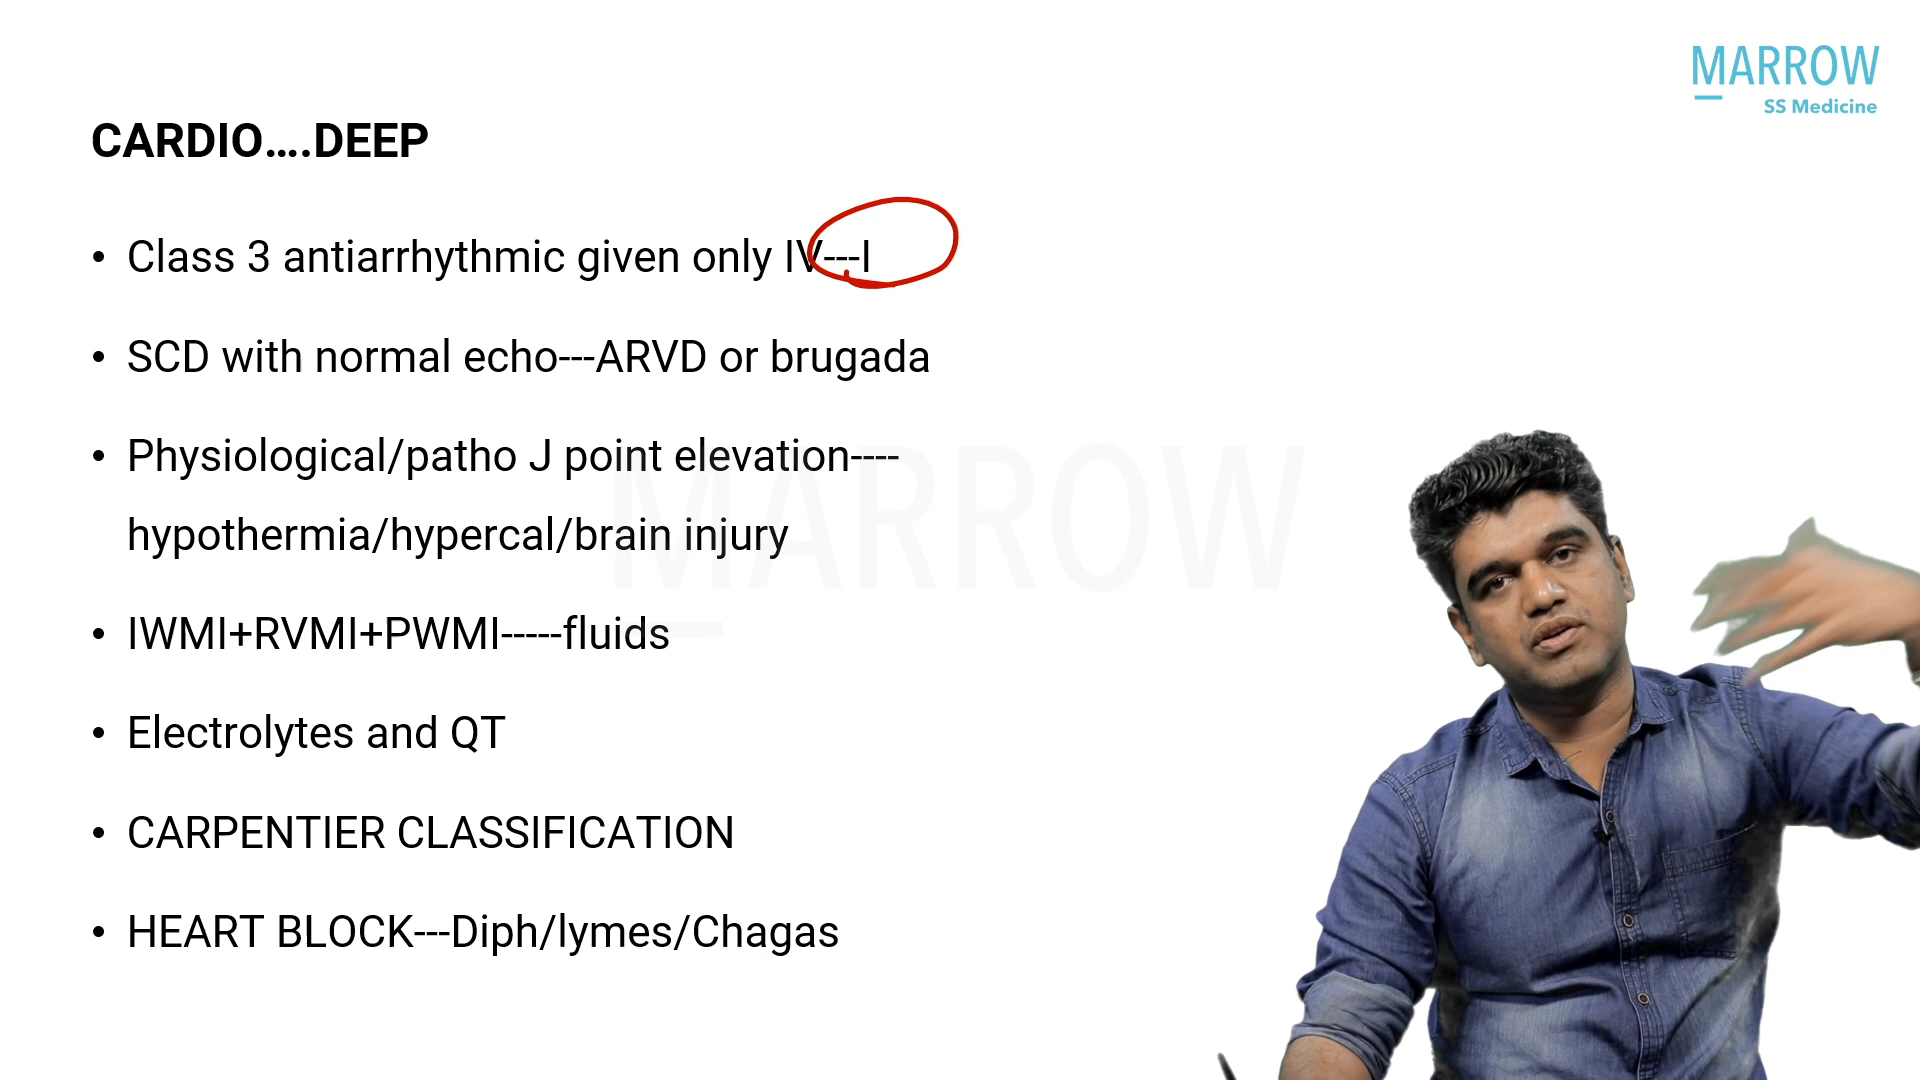 MARROW
SS Medicine
CARDIO....DEEP
• Class 3 antiarrhythmic given only IV---I
• SCD with normal echo---ARVD or brugada
• Physiological/patho J point elevation----
hypothermia/hypercal/brain injury
MARROW
• IWMI+RVMI+PWMI-----fluids
• Electrolytes and QT
• CARPENTIER CLASSIFICATION
• HEART BLOCK---Diph/lymes/Chagas